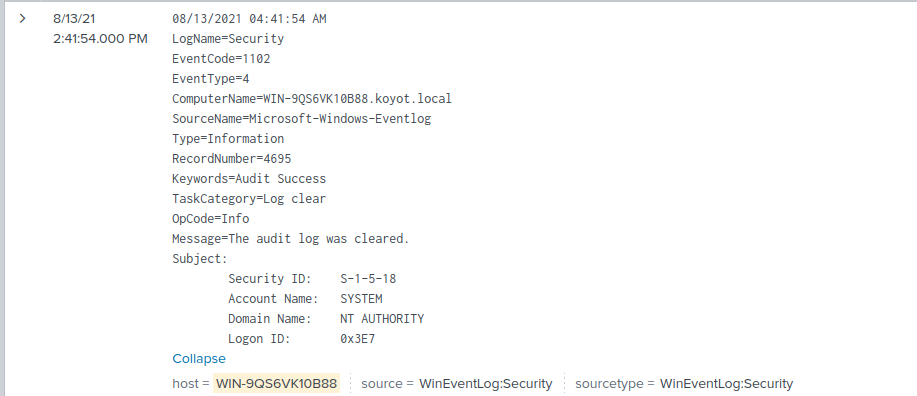 > 8/13/21 08/13/2021 04:41:54 AM
2:41:54.000 PM LogName=Security
EventCode=1102
EventType=4
ComputerName=WIN-9QS6VK10B88.koyot.local
SourceName=Microsoft-Windows-Eventlog
Type=Information
RecordNumber=4695
Keywords=Audit Success
TaskCategory=Log clear
OpCode=Info
Message=The audit log was cleared.
Subject:
Security ID: S-1-5-18
Account Name: SYSTEM
Domain Name: NT AUTHORITY
Logon ID: 0x3E7
Collapse
host = WIN-9QS6VK10B88 source = WinEventLog:Security sourcetype = WinEventLog:Security